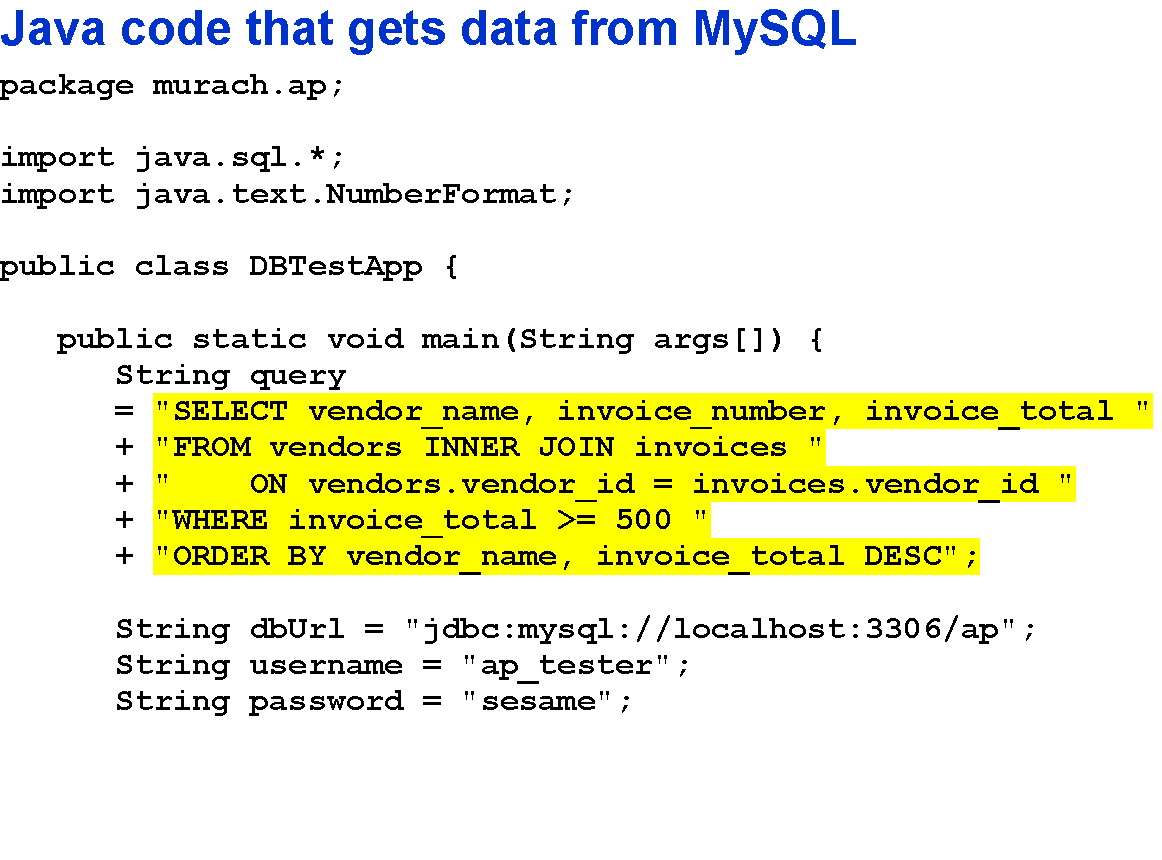 Java code that gets data from MySQL
package murach.ap;
import java.sql.*;
import java.text.NumberFormat;
public class DBTestApp {
   public static void main(String args[]) {
      String query
      = "SELECT vendor_name, invoice_number, invoice_total "
      + "FROM vendors INNER JOIN invoices "
      + "    ON vendors.vendor_id = invoices.vendor_id "
      + "WHERE invoice_total >= 500 "
      + "ORDER BY vendor_name, invoice_total DESC";
      String dbUrl = "jdbc:mysql://localhost:3306/ap";
      String username = "ap_tester";
      String password = "sesame";